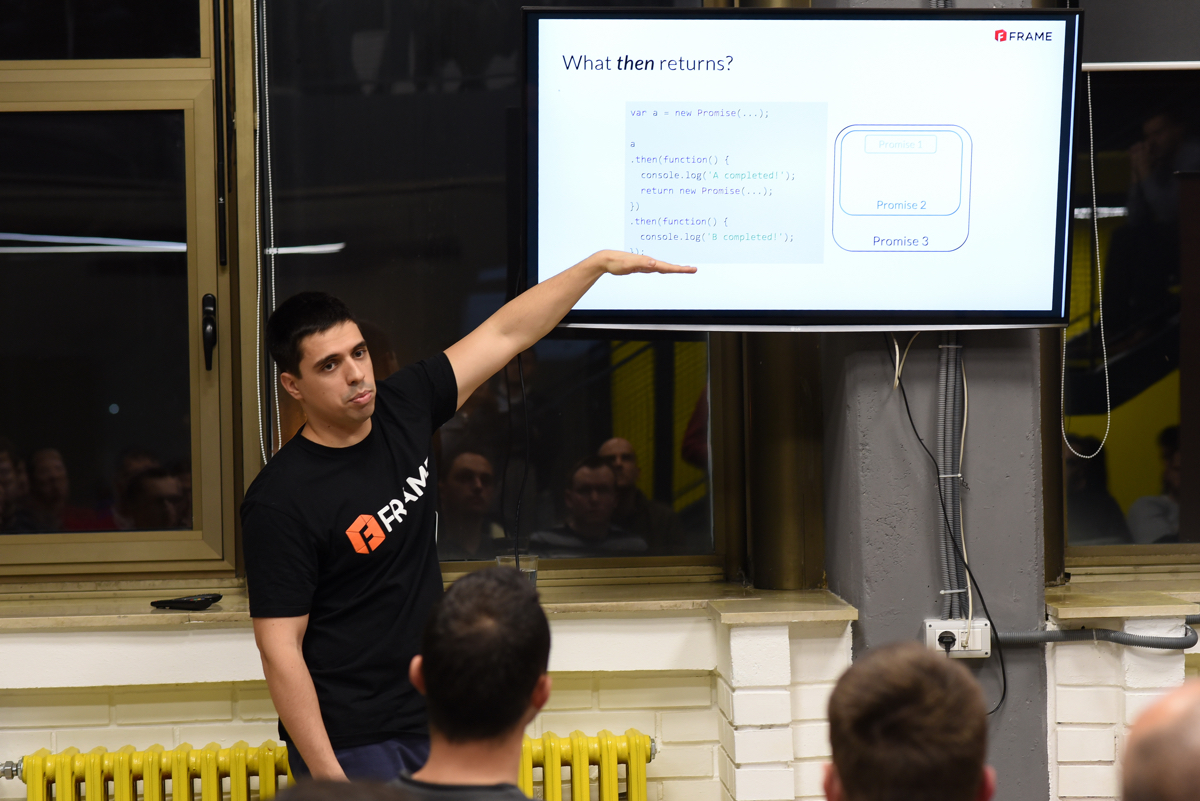 FRAME
What then returns?
var a = new Promise(...);
a
.then(function() {
console.log('A completed!');
return new Promise(...);
})
.then(function() {
console.log('B completed!');
});
Promise 1
Promise 2
Promise 3
FRAME